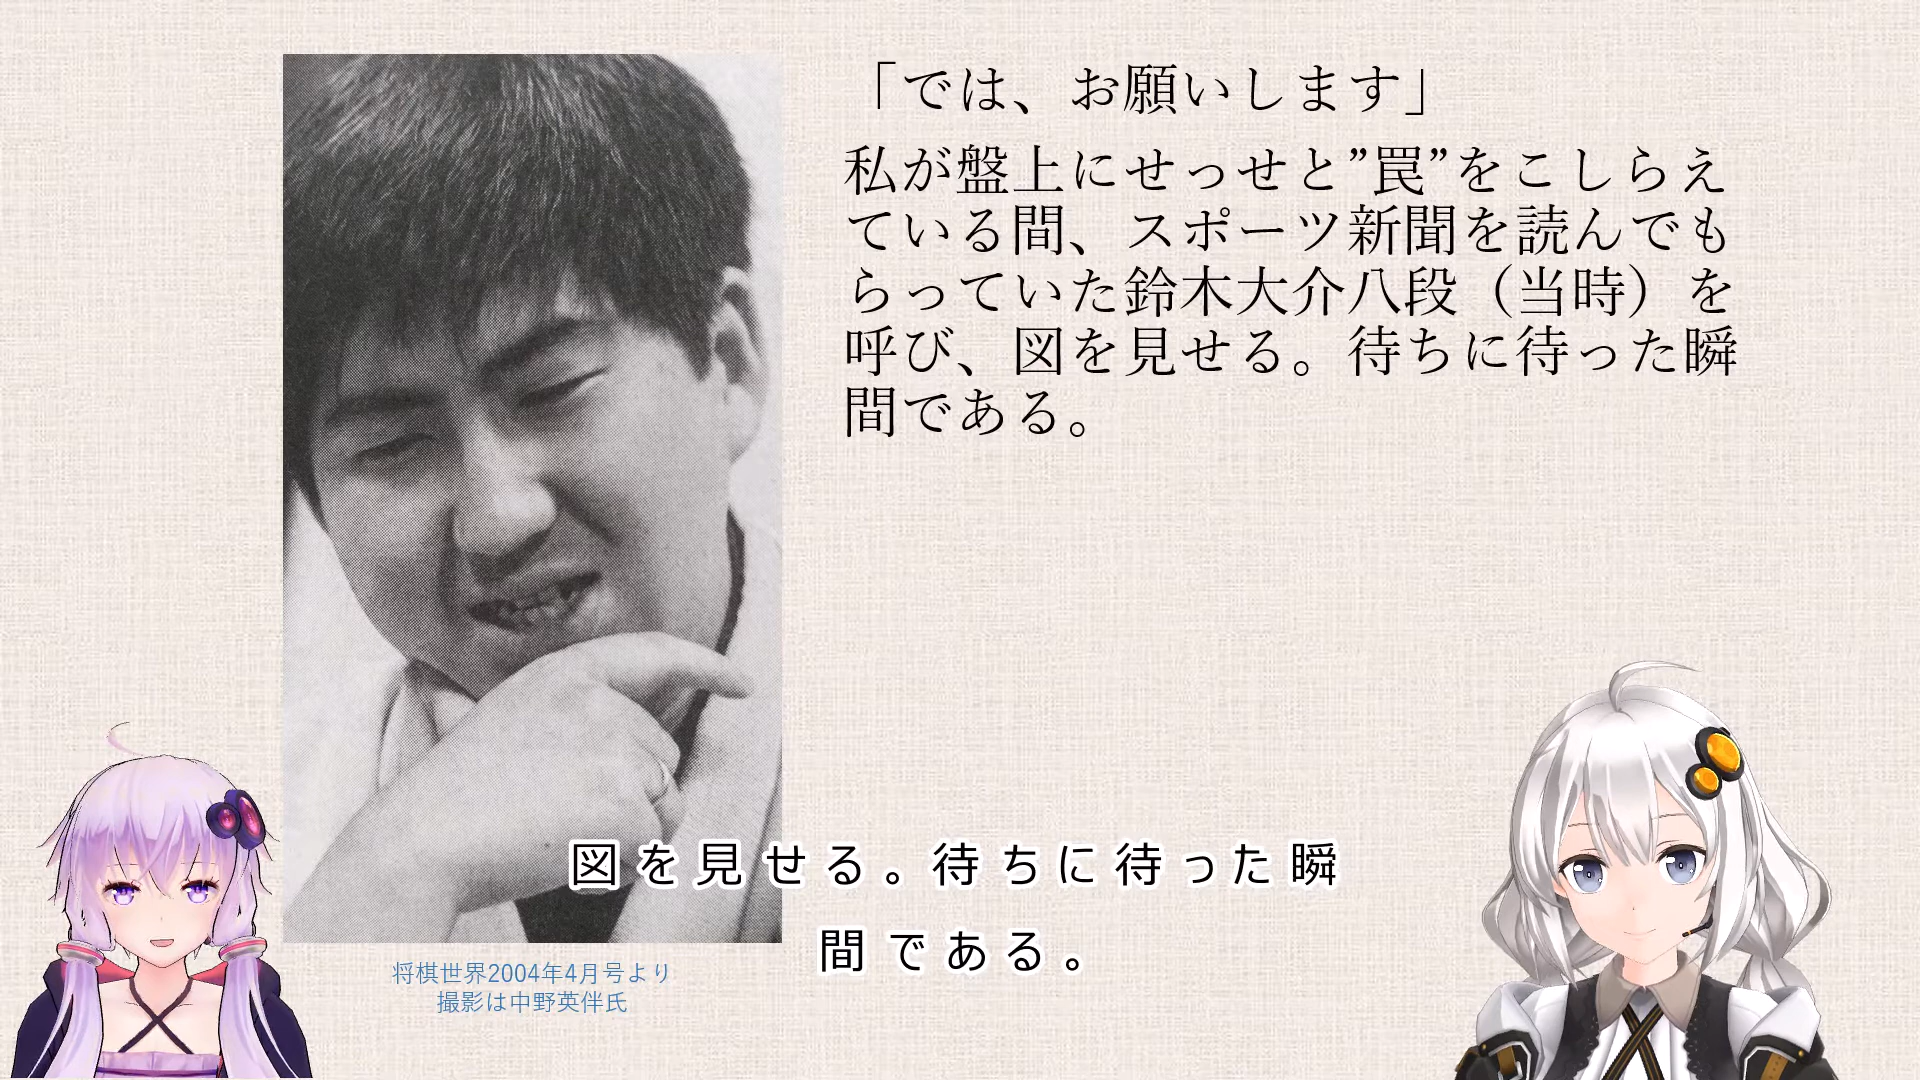 「では、お願いします」
私が盤上にせっせと”罠”をこしらえ
ている間、スポーツ新聞を読んでも
らっていた鈴木大介八段（当時）を
呼び、図を見せる。待ちに待った瞬
間である。
図を見せる。待ちに待った瞬
間である。
将棋世界2004年4月号より
撮影は中野英伴氏